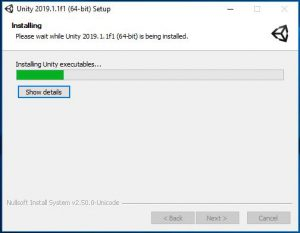 Unity 2019.1.1f1 (64-bit) Setup
Installing
Please wait while Unity 2019.1.1f1 (64-bit) is being installed.
Installing Unity executables...
Show details
Nullsoft Install System v2.50.0-Unicode
< Back Next > Cancel